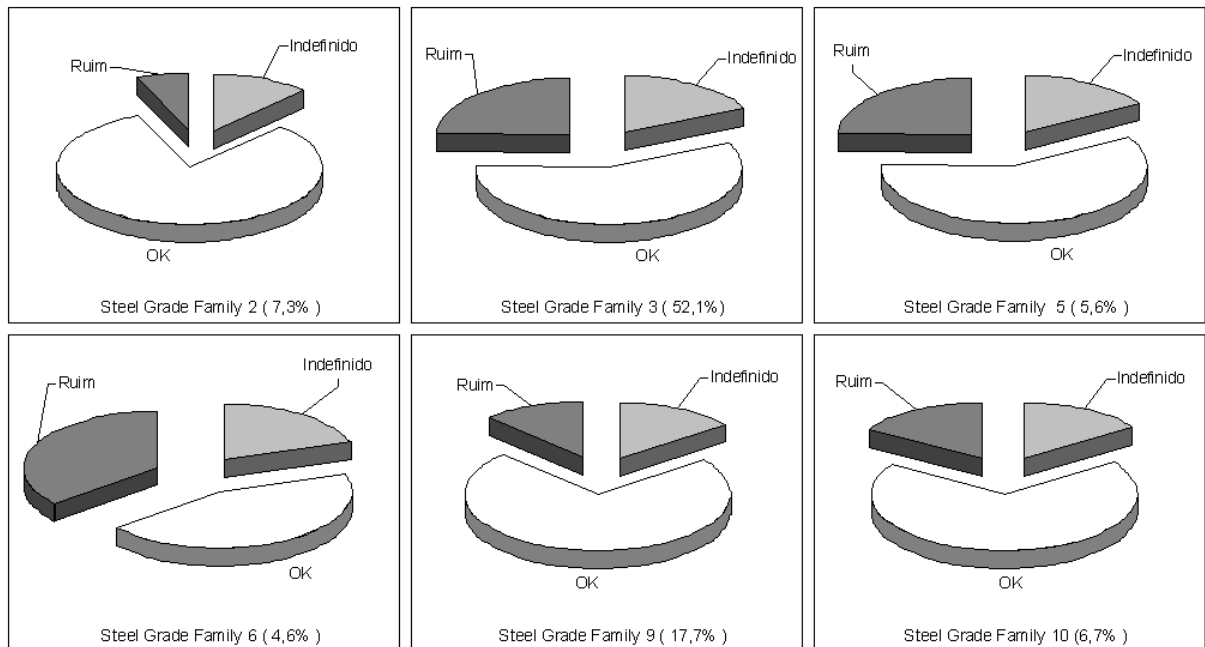 Ruim
Indefinido
OK
Steel Grade Family 2 ( 7,3% )
Ruim
Indefinido
OK
Steel Grade Family 3 ( 52,1%)
Ruim
Indefinido
OK
Steel Grade Family 5 ( 5,6%)
Ruim
Indefinido
OK
Steel Grade Family 6 ( 4,6% )
Ruim
Indefinido
OK
Steel Grade Family 9 ( 17,7% )
Ruim
Indefinido
OK
Steel Grade Family 10 (6,7% )